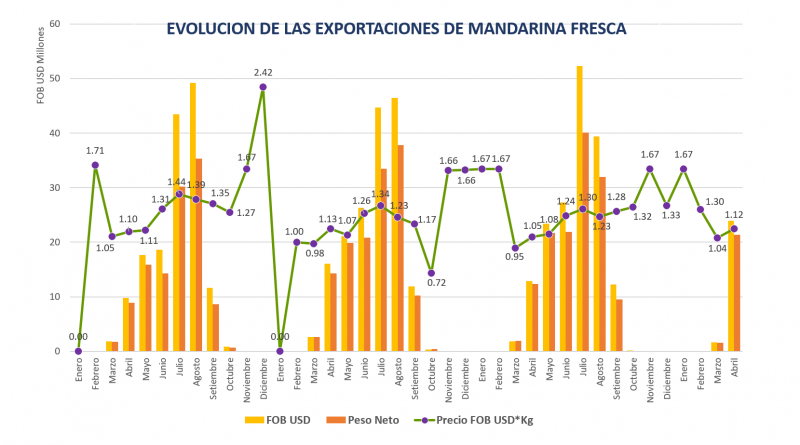 EVOLUCION DE LAS EXPORTACIONES DE MANDARINA FRESCA
FOB USD Millones
60
50
40
30
20
10
0
0.00
1.71
1.05
1.10
1.11
1.31
1.44
1.39
1.35
1.27
1.67
2.42
0.00
1.00
0.98
1.13
1.07
1.26
1.34
1.23
1.17
0.72
1.66
1.66
1.67
1.67
0.95
1.05
1.08
1.24
1.30
1.23
1.28
1.32
1.67
1.33
1.67
1.30
1.04
1.12
Enero
Febrero
Marzo
Abril
Mayo
Junio
Julio
Agosto
Setiembre
Octubre
Noviembre
Diciembre
Enero
Febrero
Marzo
Abril
Mayo
Junio
Julio
Agosto
Setiembre
Octubre
Noviembre
Diciembre
Enero
Febrero
Marzo
Abril
Mayo
Junio
Julio
Agosto
Setiembre
Octubre
Noviembre
Diciembre
Enero
Febrero
Marzo
Abril
FOB USD
Peso Neto
Precio FOB USD*Kg